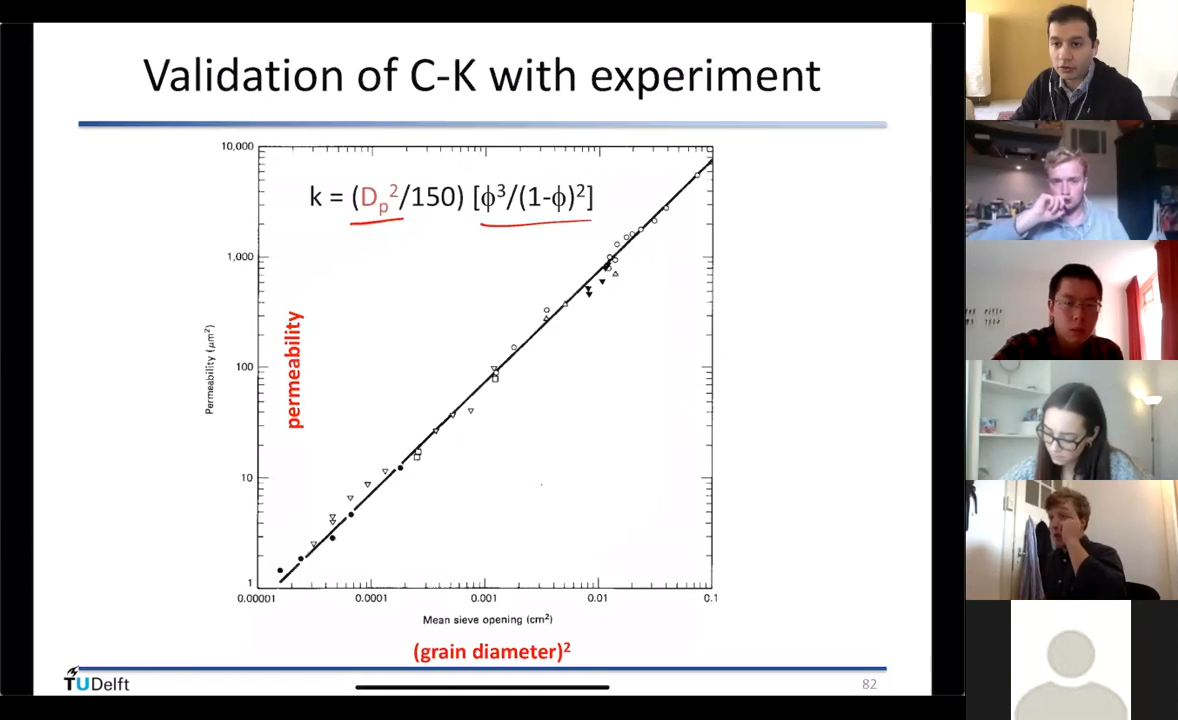 Validation of C-K with experiment
k = (Dp²/150) [ϕ³/(1-ϕ)²]
10,000
1,000
100
10
1
Permeability (μm²)
permeability
0.00001
0.0001
0.001
0.01
0.1
Mean sieve opening (cm²)
(grain diameter)²
TUDelft
82